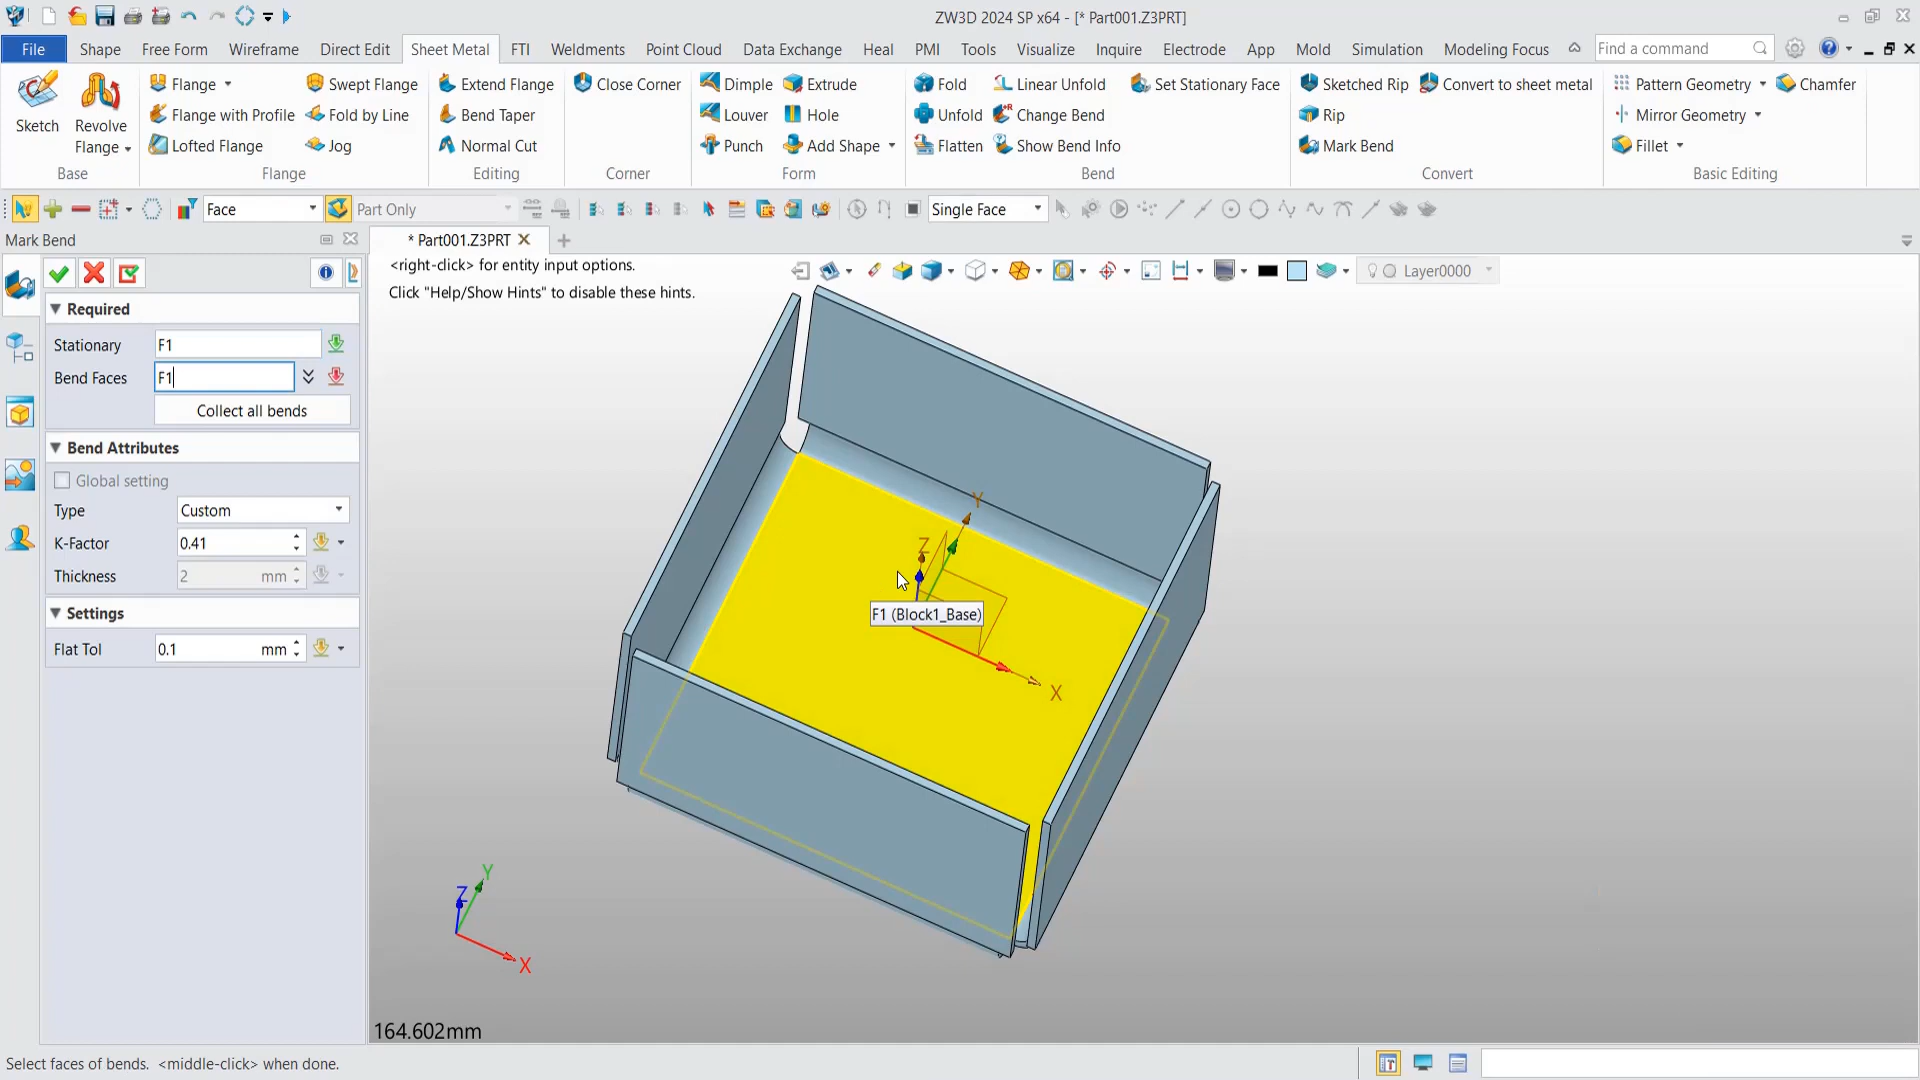 ZW3D 2024 SP x64 - [* Part001.Z3PRT]
File Shape Free Form Wireframe Direct Edit Sheet Metal FTI Weldments Point Cloud Data Exchange Heal PMI Tools Visualize Inquire Electrode App Mold Simulation Modeling Focus Find a command
Sketch
Revolve
Flange
Base
Flange Swept Flange
Flange with Profile Fold by Line
Lofted Flange Jog
Flange
Extend Flange
Bend Taper
Normal Cut
Editing
Close Corner
Corner
Dimple Extrude
Louver Hole
Punch Add Shape
Form
Fold Linear Unfold Set Stationary Face
Unfold Change Bend
Flatten Show Bend Info
Bend
Sketched Rip Convert to sheet metal
Rip
Mark Bend
Convert
Pattern Geometry Chamfer
Mirror Geometry
Fillet
Basic Editing
Face Part Only Single Face
Mark Bend
* Part001.Z3PRT
<right-click> for entity input options.
Click "Help/Show Hints" to disable these hints.
Layer0000
Required
Stationary F1
Bend Faces F1
Collect all bends
Bend Attributes
Global setting
Type Custom
K-Factor 0.41
Thickness 2 mm
Settings
Flat Tol 0.1 mm
Y
Z
F1 (Block1_Base)
X
Y
Z
X
164.602mm
Select faces of bends. <middle-click> when done.